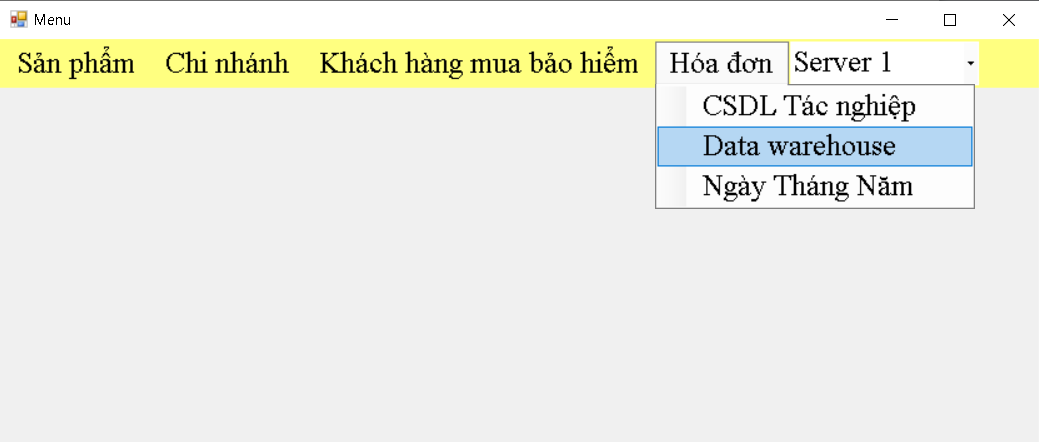 Menu
Sản phẩm Chi nhánh Khách hàng mua bảo hiểm Hóa đơn Server 1
CSDL Tác nghiệp
Data warehouse
Ngày Tháng Năm